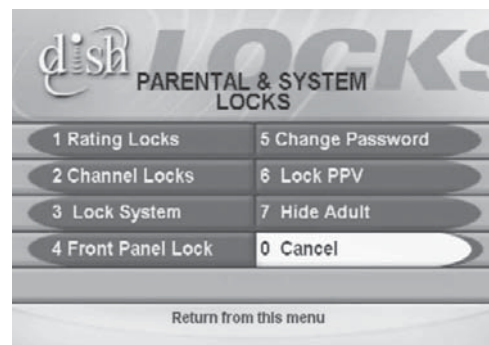 LOCKS
dish
PARENTAL & SYSTEM
LOCKS
1 Rating Locks
5 Change Password
2 Channel Locks
6 Lock PPV
3 Lock System
7 Hide Adult
4 Front Panel Lock
0 Cancel
Return from this menu